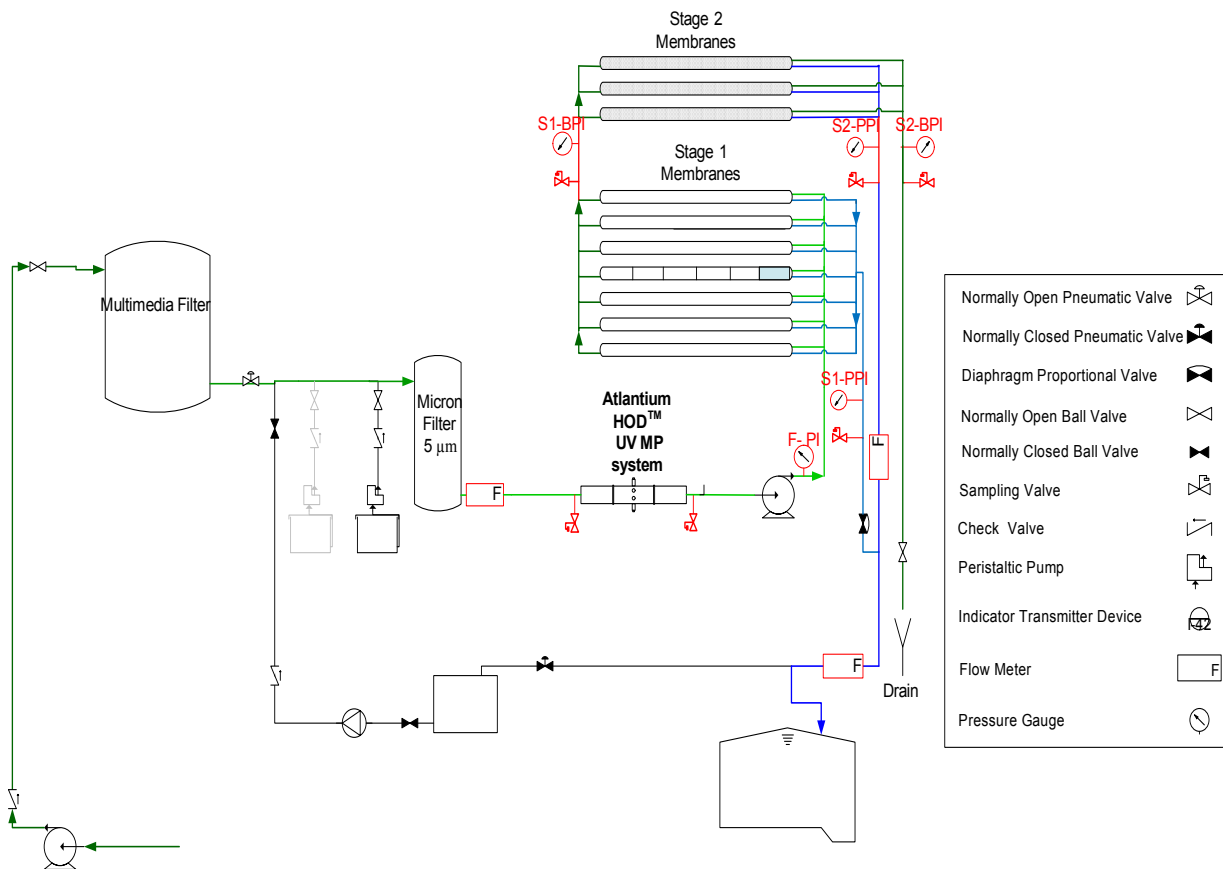 Stage 2
Membranes
S1-BPI
S2-PPI
S2-BPI
Stage 1
Membranes
Multimedia Filter
Micron
Filter
5 µm
Atlantium
HOD™
UV MP
system
F- PI
S1-PPI
F
F
F
Drain
Normally Open Pneumatic Valve
Normally Closed Pneumatic Valve
Diaphragm Proportional Valve
Normally Open Ball Valve
Normally Closed Ball Valve
Sampling Valve
Check Valve
Peristaltic Pump
Indicator Transmitter Device
Flow Meter
F
Pressure Gauge